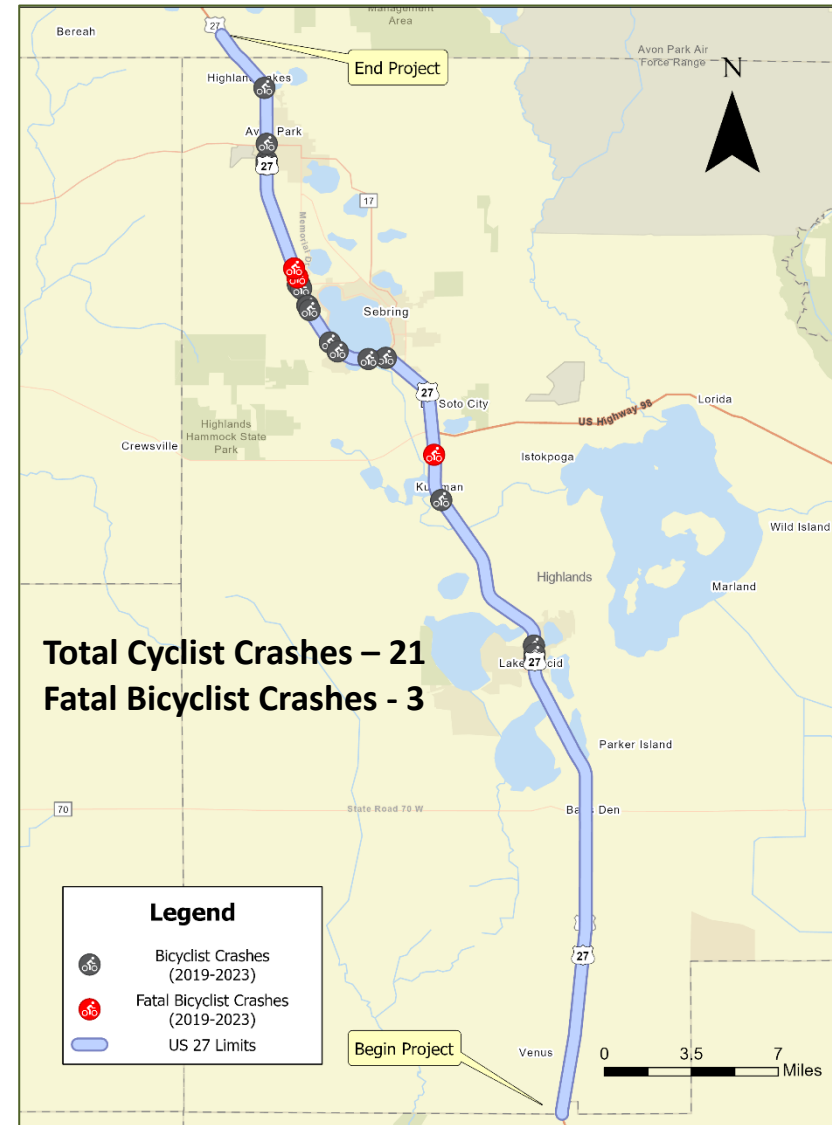 27
Bereah
Management
Area
End Project
Avon Park Air
Force Range
N
Highland Lakes
Avon Park
27
17
Sebring
27
De Soto City
Lorida
US Highway 98
Highlands
Hammock State
Park
Crewsville
Istokpoga
Wild Island
Highlands
Marland
Total Cyclist Crashes – 21
Fatal Bicyclist Crashes - 3
27
Parker Island
70
State Road 70 W
Den
Legend
Bicyclist Crashes
(2019-2023)
Fatal Bicyclist Crashes
(2019-2023)
US 27 Limits
27
Begin Project
Venus
0 3.5 7
Miles